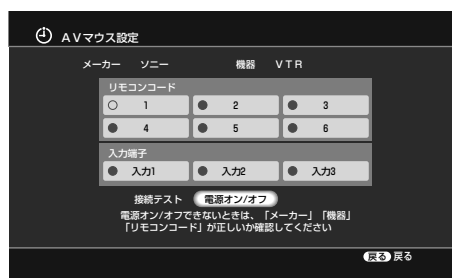 AVマウス設定
メーカー ソニー 機器 VTR
リモコンコード
1 2 3
4 5 6
入力端子
入力1 入力2 入力3
接続テスト 電源オン/オフ
電源オン/オフできないときは、「メーカー」「機器」
「リモコンコード」が正しいか確認してください
戻る 戻る